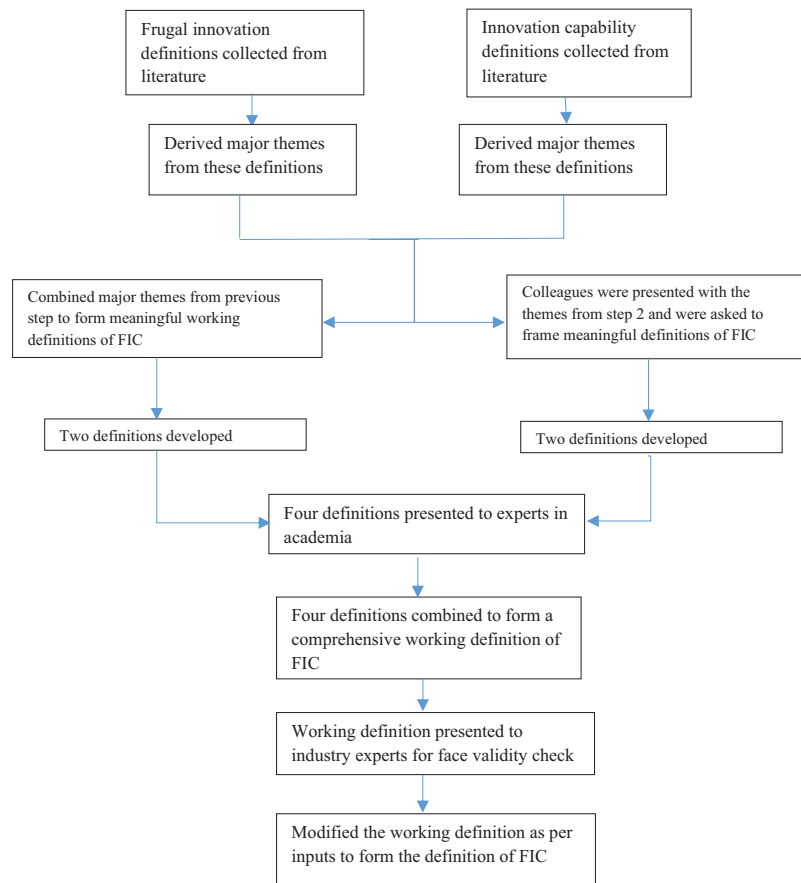 Frugal innovation
definitions collected from
literature
Innovation capability
definitions collected from
literature
Derived major themes
from these definitions
Derived major themes
from these definitions
Combined major themes from previous
step to form meaningful working
definitions of FIC
Colleagues were presented with the
themes from step 2 and were asked to
frame meaningful definitions of FIC
Two definitions developed
Two definitions developed
Four definitions presented to experts in
academia
Four definitions combined to form a
comprehensive working definition of
FIC
Working definition presented to
industry experts for face validity check
Modified the working definition as per
inputs to form the definition of FIC